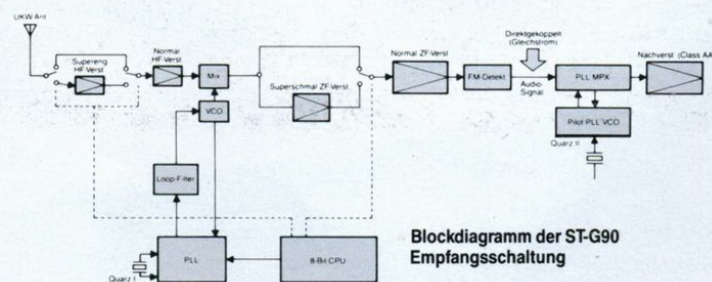 UKW-Ant
Supereng
HF-Verst
Normal
HF-Verst
Mix
VCO
Loop-Filter
PLL
Quarz I
8-Bit-CPU
Superschmal ZF-Verst
Normal ZF-Verst
FM-Detekt
Direktgekoppelt
(Gleichstrom)
Audio
Signal
PLL MPX
Pilot PLL VCO
Quarz II
Nachverst (Class AA
Blockdiagramm der ST-G90
Empfangsschaltung